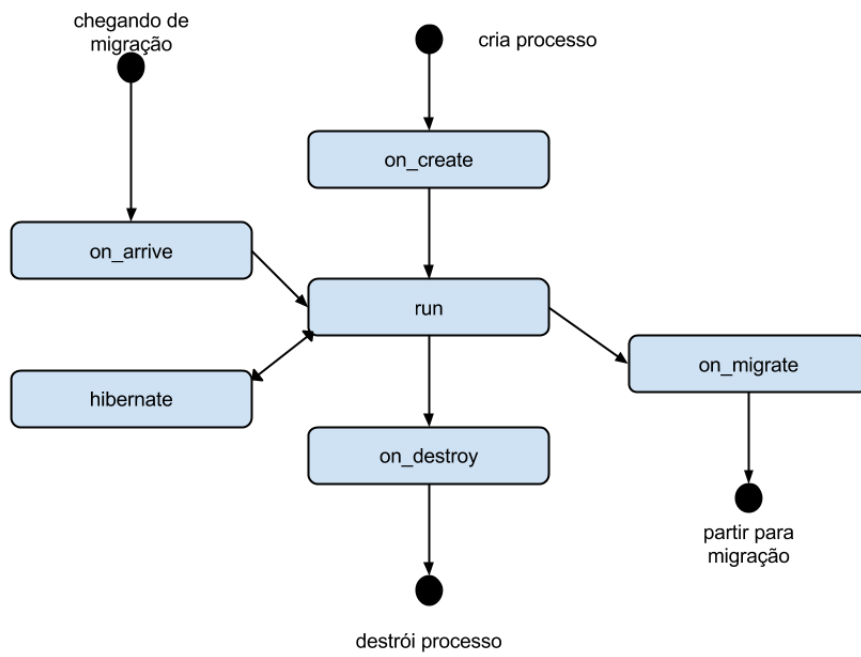 chegando de
migração
cria processo
on_create
on_arrive
run
on_migrate
hibernate
on_destroy
partir para
migração
destrói processo